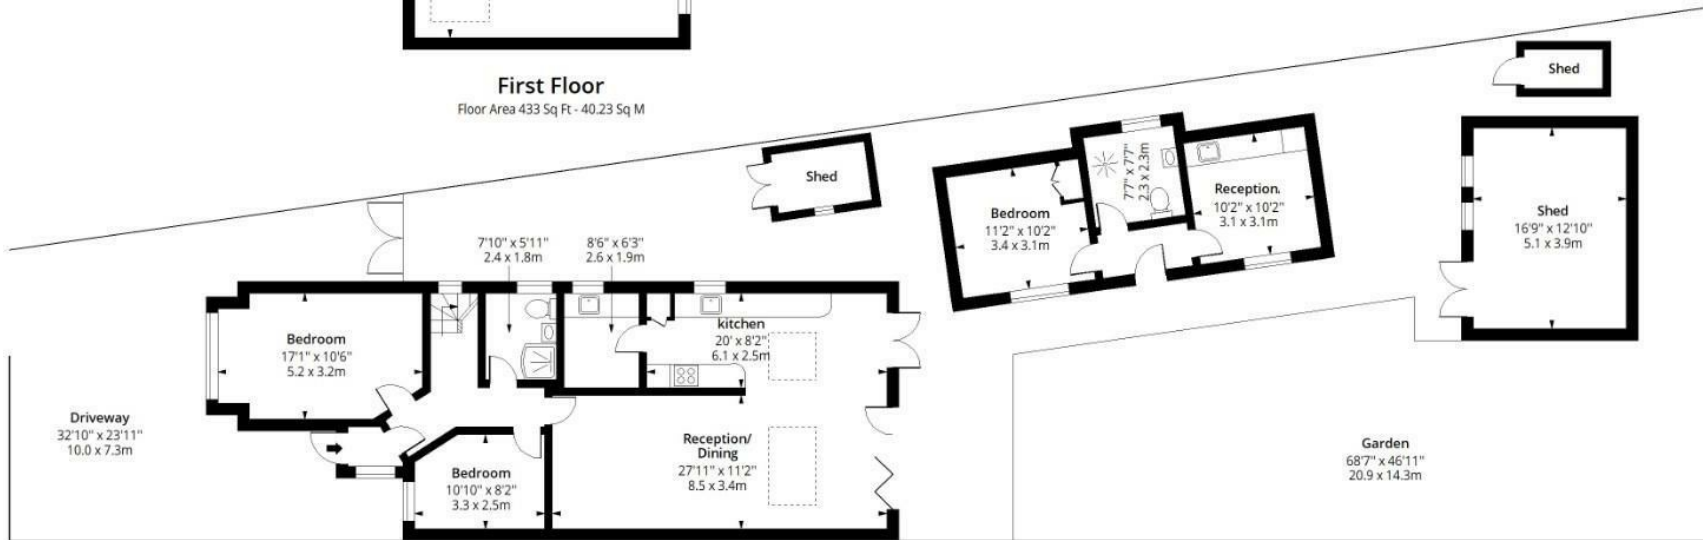 First Floor
Floor Area 433 Sq Ft - 40.23 Sq M
Shed
Shed
7'7" x 7'7"
2.3 x 2.3m
Bedroom
11'2" x 10'2"
3.4 x 3.1m
Reception.
10'2" x 10'2"
3.1 x 3.1m
Shed
16'9" x 12'10"
5.1 x 3.9m
7'10" x 5'11"
2.4 x 1.8m
8'6" x 6'3"
2.6 x 1.9m
Bedroom
17'1" x 10'6"
5.2 x 3.2m
kitchen
20' x 8'2"
6.1 x 2.5m
Driveway
32'10" x 23'11"
10.0 x 7.3m
Reception/
Dining
27'11" x 11'2"
8.5 x 3.4m
Bedroom
10'10" x 8'2"
3.3 x 2.5m
Garden
68'7" x 46'11"
20.9 x 14.3m